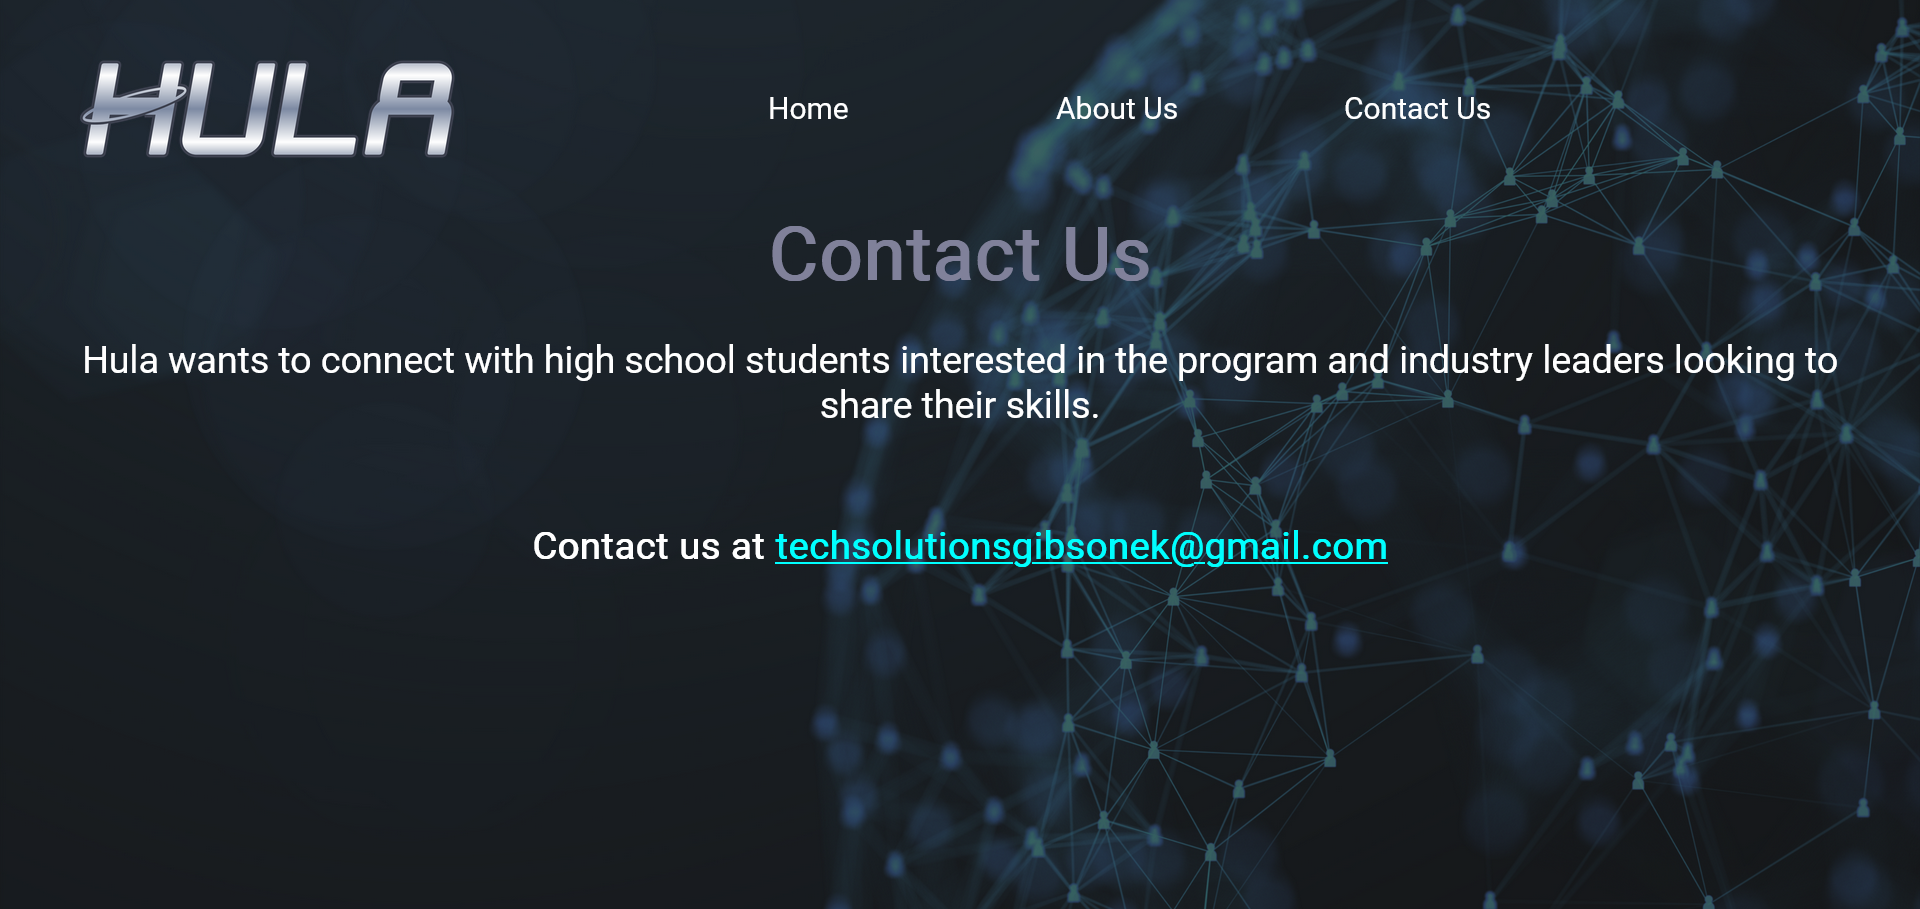 HULA
Home
About Us
Contact Us
Contact Us
Hula wants to connect with high school students interested in the program and industry leaders looking to
share their skills.
Contact us at techsolutionsgibsonek@gmail.com